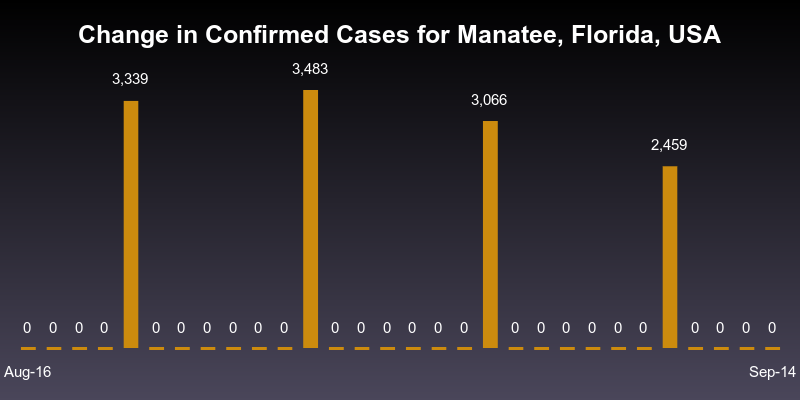 Change in Confirmed Cases for Manatee, Florida, USA
3,483
3,339
3,066
2,459
0 0 0 0 0 0 0 0 0 0 0 0 0 0 0 0 0 0 0 0 0 0 0 0 0 0
Aug-16 Sep-14